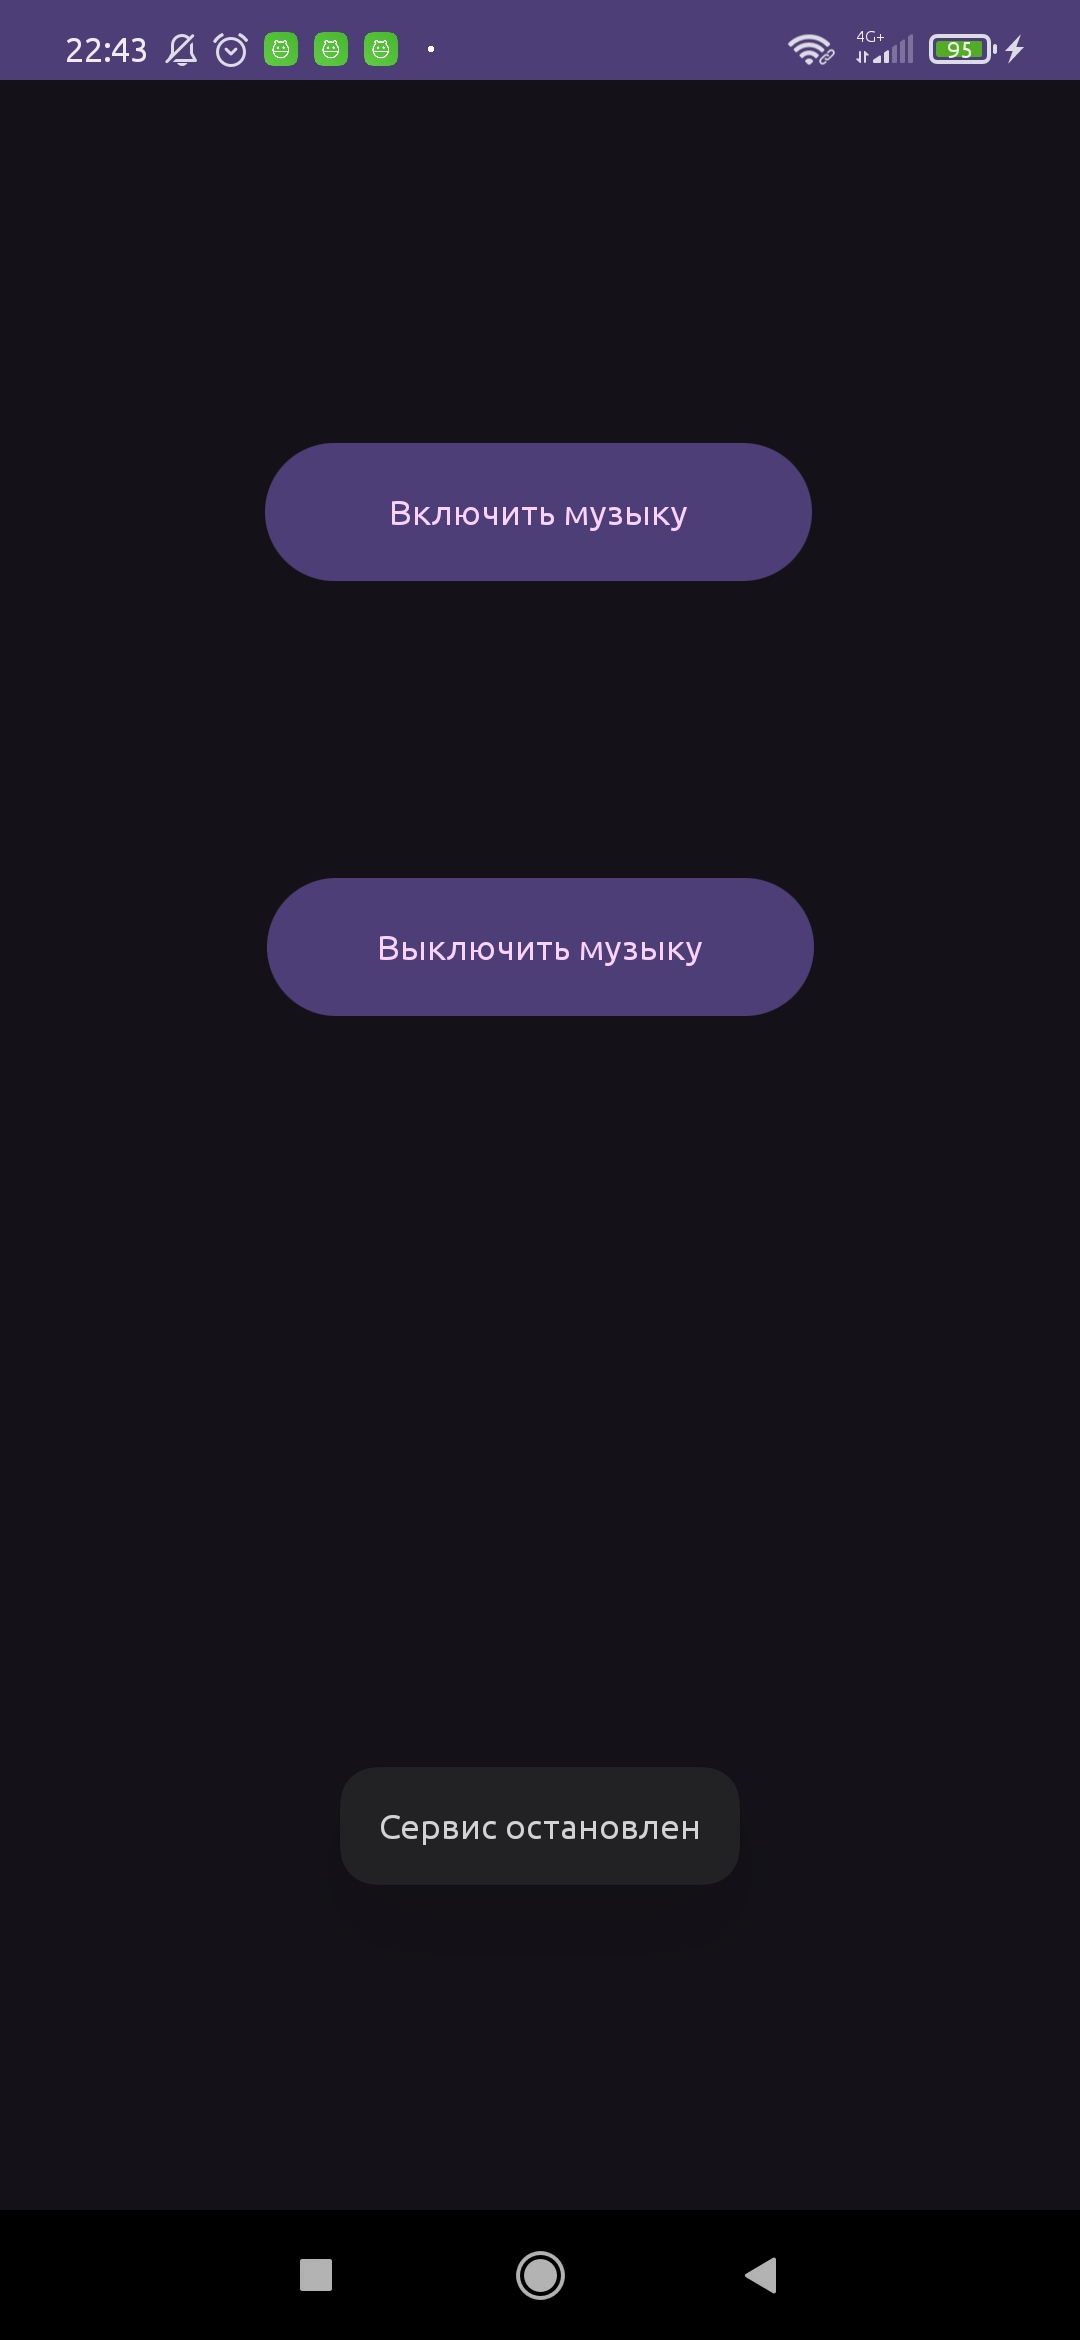 22:43
4G+
95
Включить музыку
Выключить музыку
Сервис остановлен